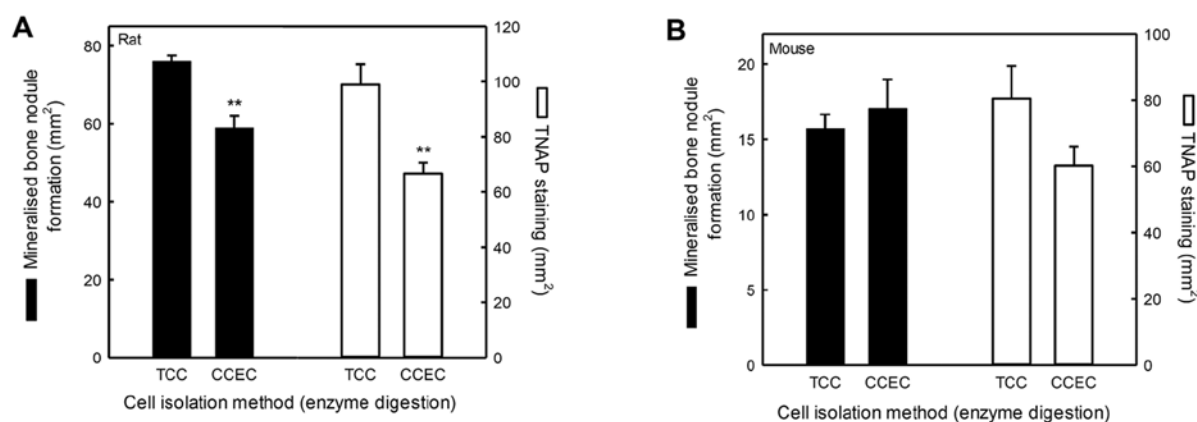 A
Rat
Mineralised bone nodule
formation (mm²)
80
60
40
20
0
**
**
120
100
80
60
40
20
0
TNAP staining (mm²)
TCC CCEC TCC CCEC
Cell isolation method (enzyme digestion)
B
Mouse
Mineralised bone nodule
formation (mm²)
20
15
10
5
0
100
80
60
40
20
0
TNAP staining (mm²)
TCC CCEC TCC CCEC
Cell isolation method (enzyme digestion)